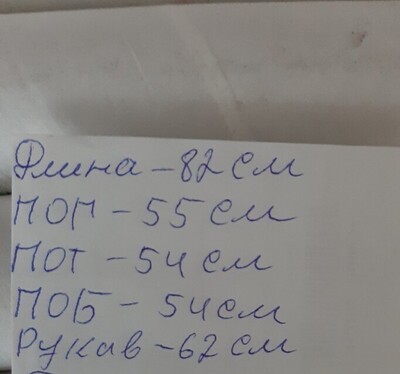 Длина - 82 см
ПОГ - 55 см
ПОТ - 54 см
ПОБ - 54 см
Рукав - 62 см